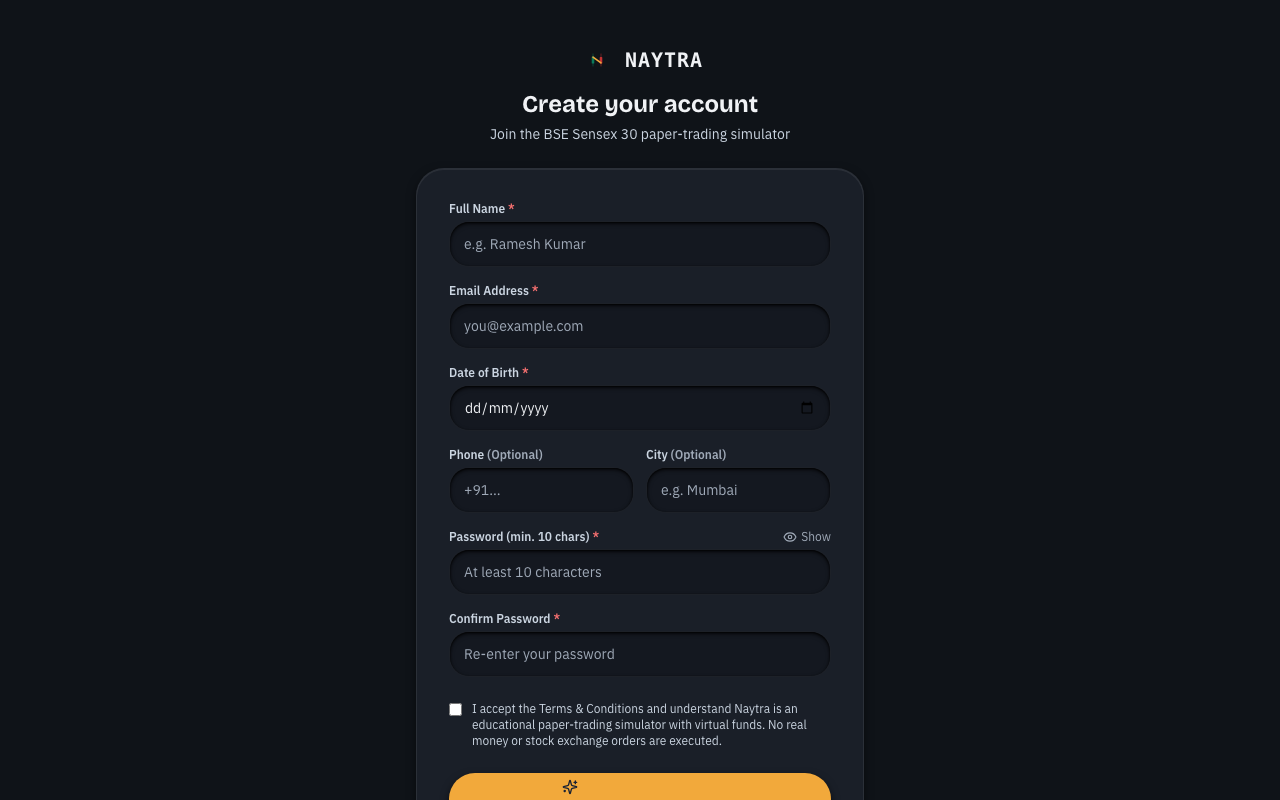 NAYTRA
Create your account
Join the BSE Sensex 30 paper-trading simulator
Full Name *
e.g. Ramesh Kumar
Email Address *
you@example.com
Date of Birth *
dd/mm/yyyy
Phone (Optional)
City (Optional)
+91...
e.g. Mumbai
Password (min. 10 chars) *
Show
At least 10 characters
Confirm Password *
Re-enter your password
I accept the Terms & Conditions and understand Naytra is an
educational paper-trading simulator with virtual funds. No real
money or stock exchange orders are executed.